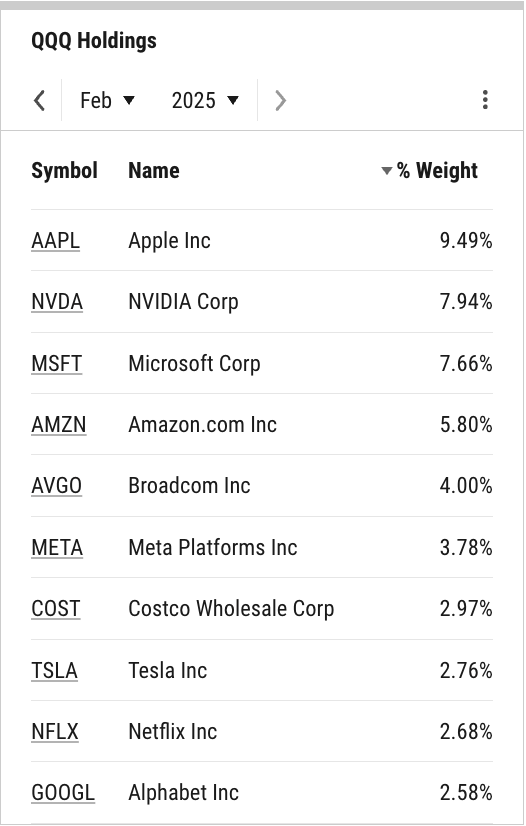 QQQ Holdings
Feb 2025
Symbol Name % Weight
AAPL Apple Inc 9.49%
NVDA NVIDIA Corp 7.94%
MSFT Microsoft Corp 7.66%
AMZN Amazon.com Inc 5.80%
AVGO Broadcom Inc 4.00%
META Meta Platforms Inc 3.78%
COST Costco Wholesale Corp 2.97%
TSLA Tesla Inc 2.76%
NFLX Netflix Inc 2.68%
GOOGL Alphabet Inc 2.58%